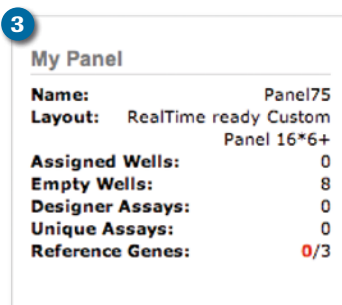 3
My Panel
Name: Panel75
Layout: RealTime ready Custom
Panel 16*6+
Assigned Wells: 0
Empty Wells: 8
Designer Assays: 0
Unique Assays: 0
Reference Genes: 0/3